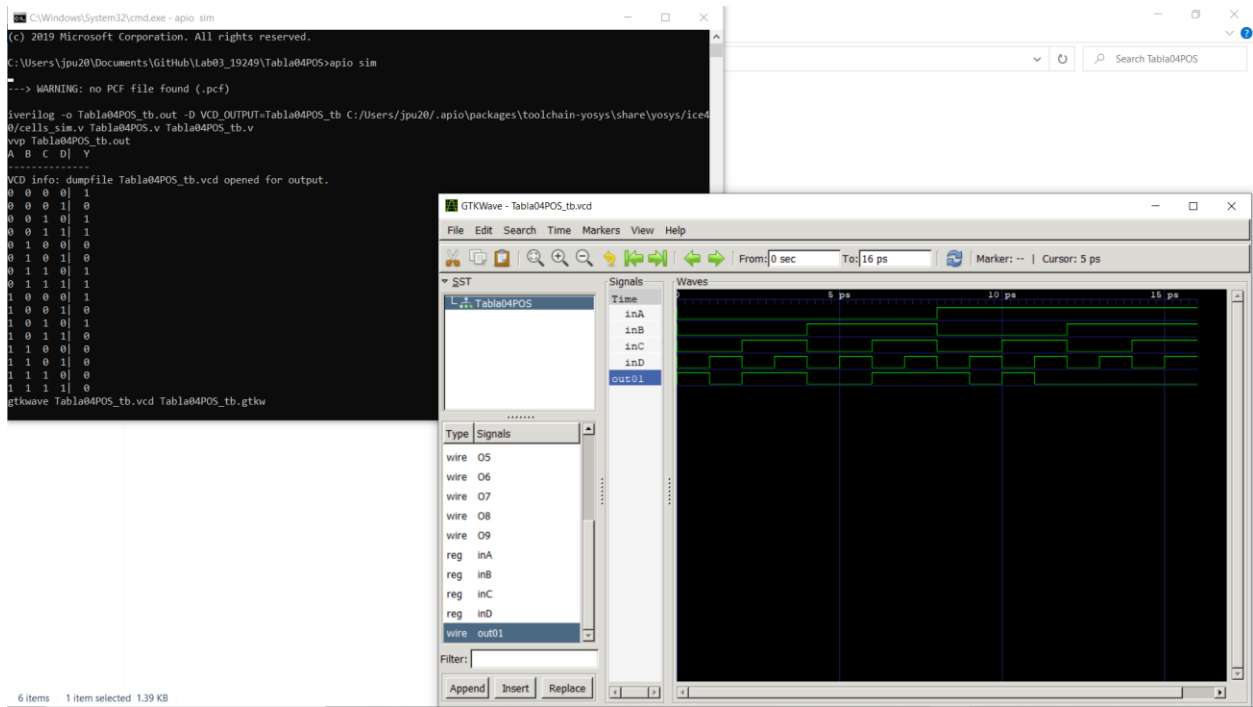 C:\Windows\System32\cmd.exe - apio sim
(c) 2019 Microsoft Corporation. All rights reserved.
C:\Users\jpu20\Documents\GitHub\Lab03_19249\Tabla04POS>apio sim
---> WARNING: no PCF file found (.pcf)
iverilog -o Tabla04POS_tb.out -D VCD_OUTPUT=Tabla04POS_tb C:/Users/jpu20/.apio\packages\toolchain-yosys\share\yosys/ice4
0/cells_sim.v Tabla04POS.v Tabla04POS_tb.v
vvp Tabla04POS_tb.out
A B C D| Y
--------------
VCD info: dumpfile Tabla04POS_tb.vcd opened for output.
0 0 0 0| 1
0 0 0 1| 0
0 0 1 0| 1
0 0 1 1| 1
0 1 0 0| 0
0 1 0 1| 0
0 1 1 0| 1
0 1 1 1| 1
1 0 0 0| 1
1 0 0 1| 0
1 0 1 0| 1
1 0 1 1| 0
1 1 0 0| 0
1 1 0 1| 0
1 1 1 0| 0
1 1 1 1| 0
gtkwave Tabla04POS_tb.vcd Tabla04POS_tb.gtkw
Search Tabla04POS
GTKWave - Tabla04POS_tb.vcd
File Edit Search Time Markers View Help
From: 0 sec To: 16 ps Marker: -- | Cursor: 5 ps
SST
Tabla04POS
Type Signals
wire O5
wire O6
wire O7
wire O8
wire O9
reg inA
reg inB
reg inC
reg inD
wire out01
Filter:
Append Insert Replace
Signals
Time
inA
inB
inC
inD
out01
Waves
0 5 ps 10 ps 15 ps
6 items 1 item selected 1.39 KB